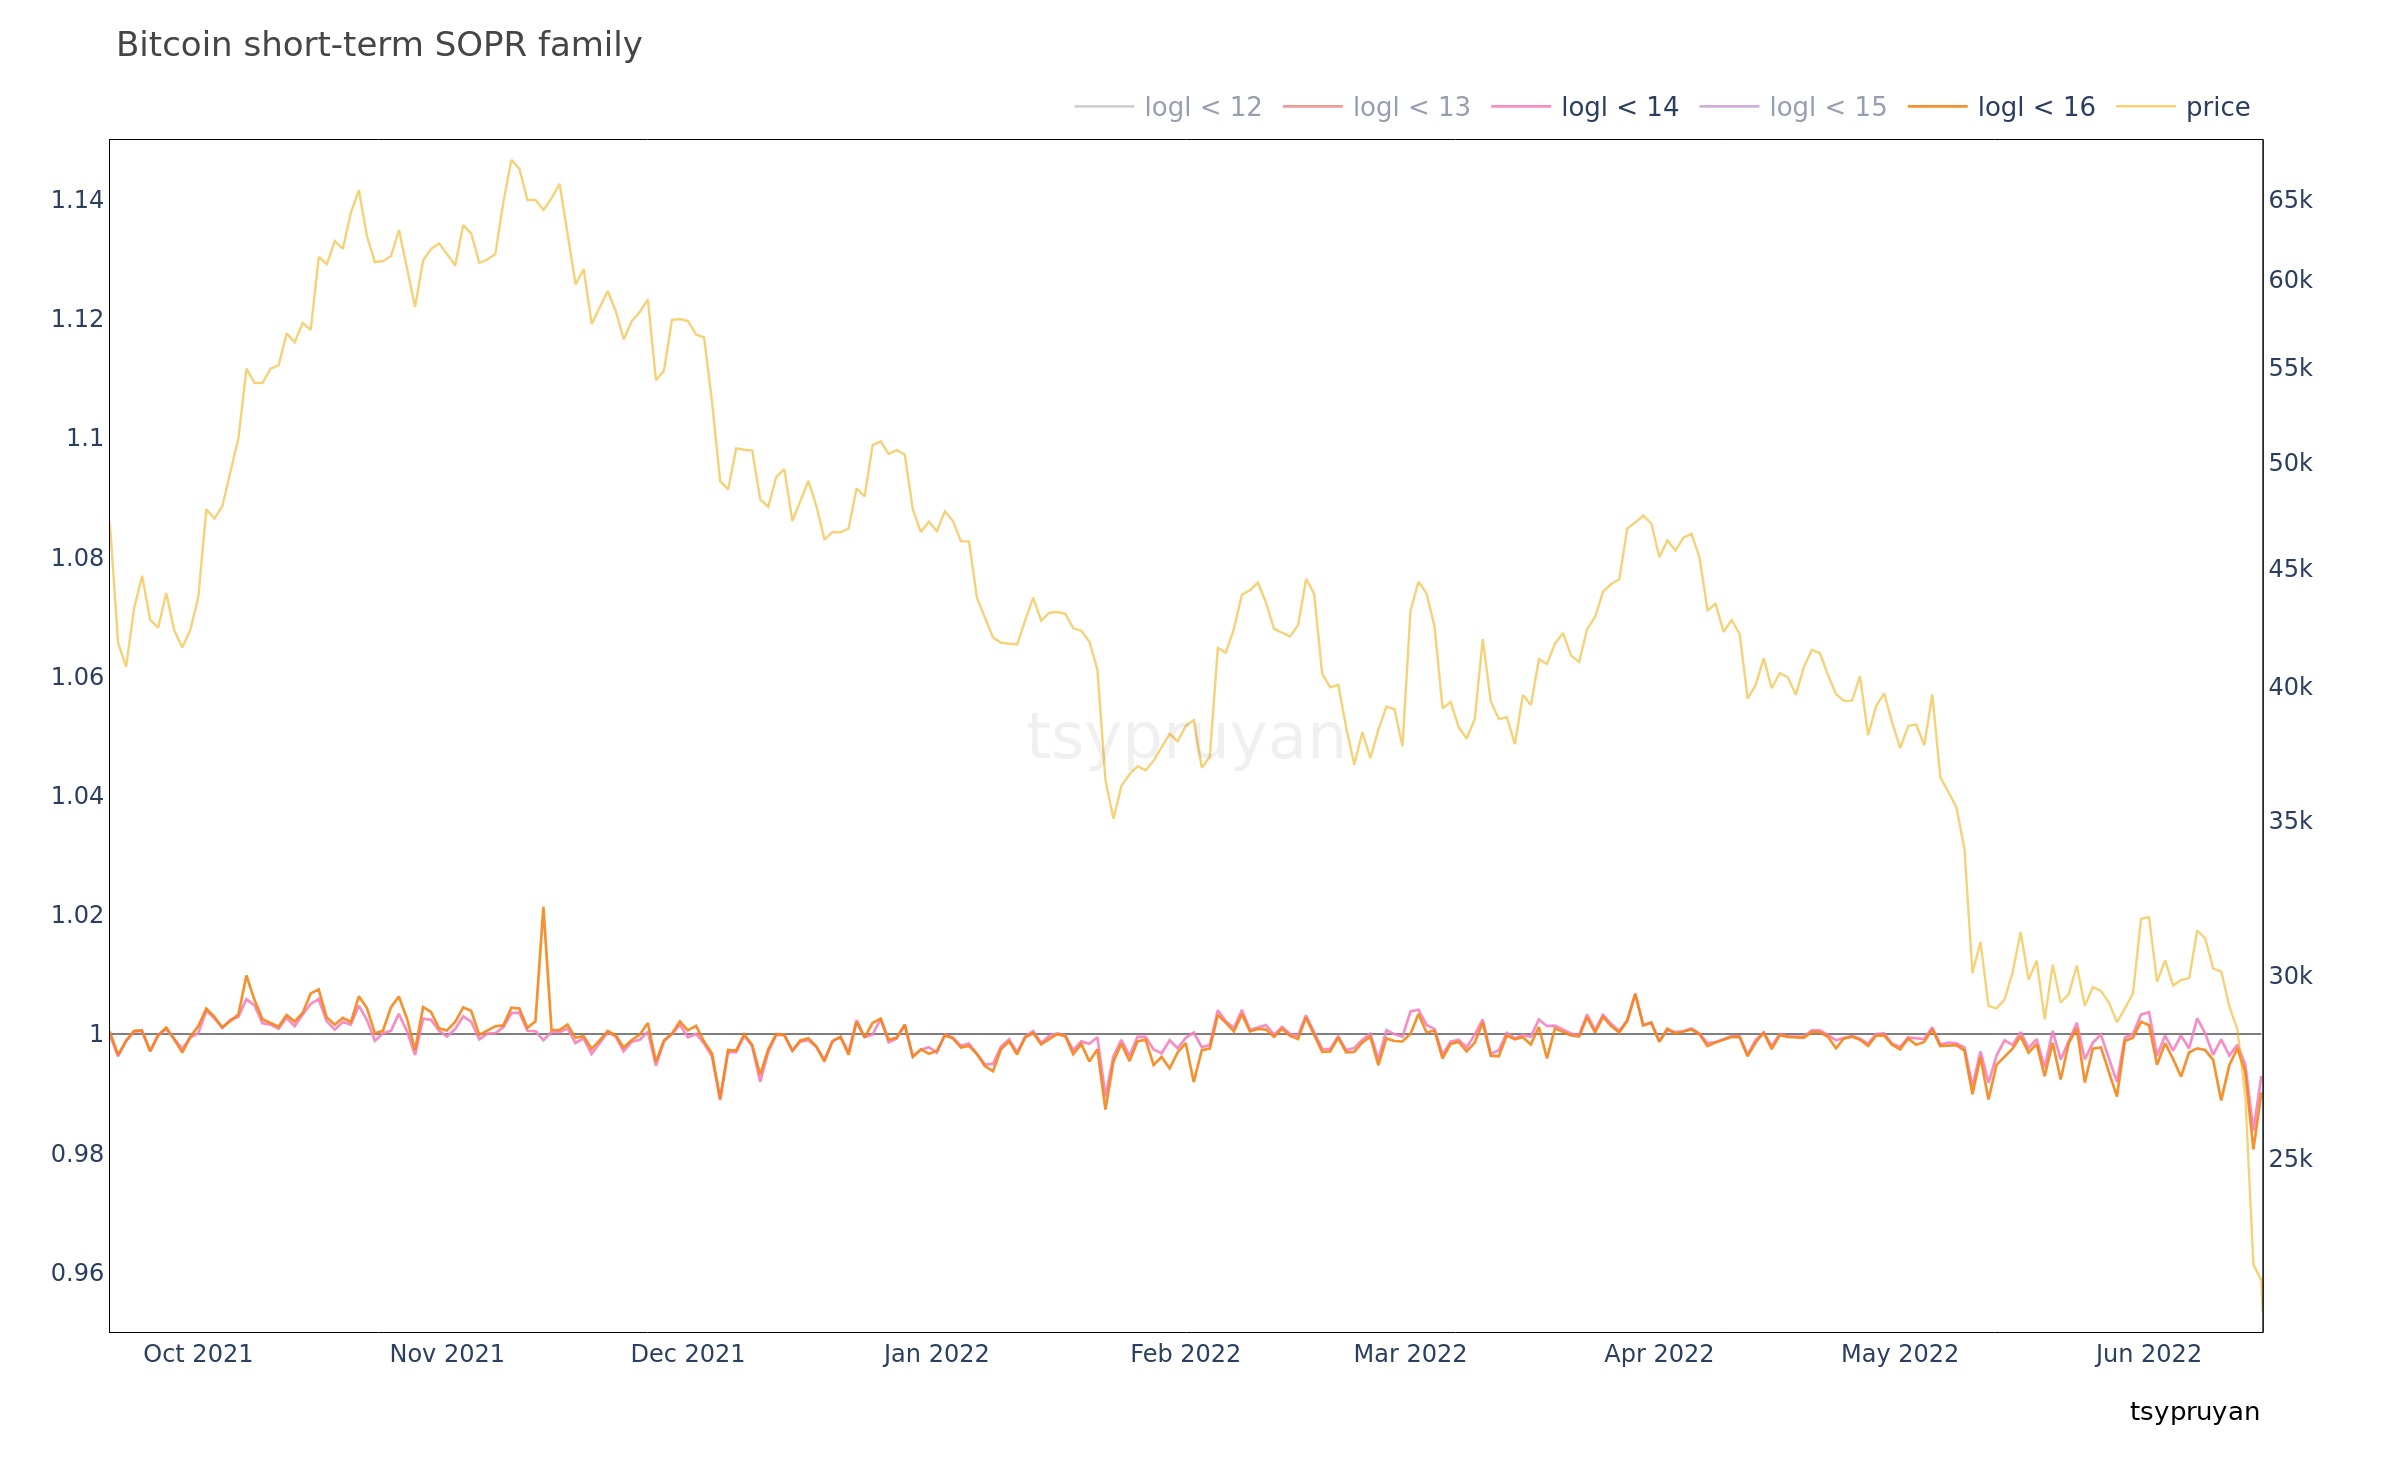 Bitcoin short-term SOPR family
logl < 12 logl < 13 logl < 14 logl < 15 logl < 16 price
1.14 65k
60k
1.12
55k
1.1
50k
1.08
45k
1.06
40k
tsypruyan
1.04
35k
1.02
30k
1
0.98
25k
0.96
Oct 2021 Nov 2021 Dec 2021 Jan 2022 Feb 2022 Mar 2022 Apr 2022 May 2022 Jun 2022
tsypruyan